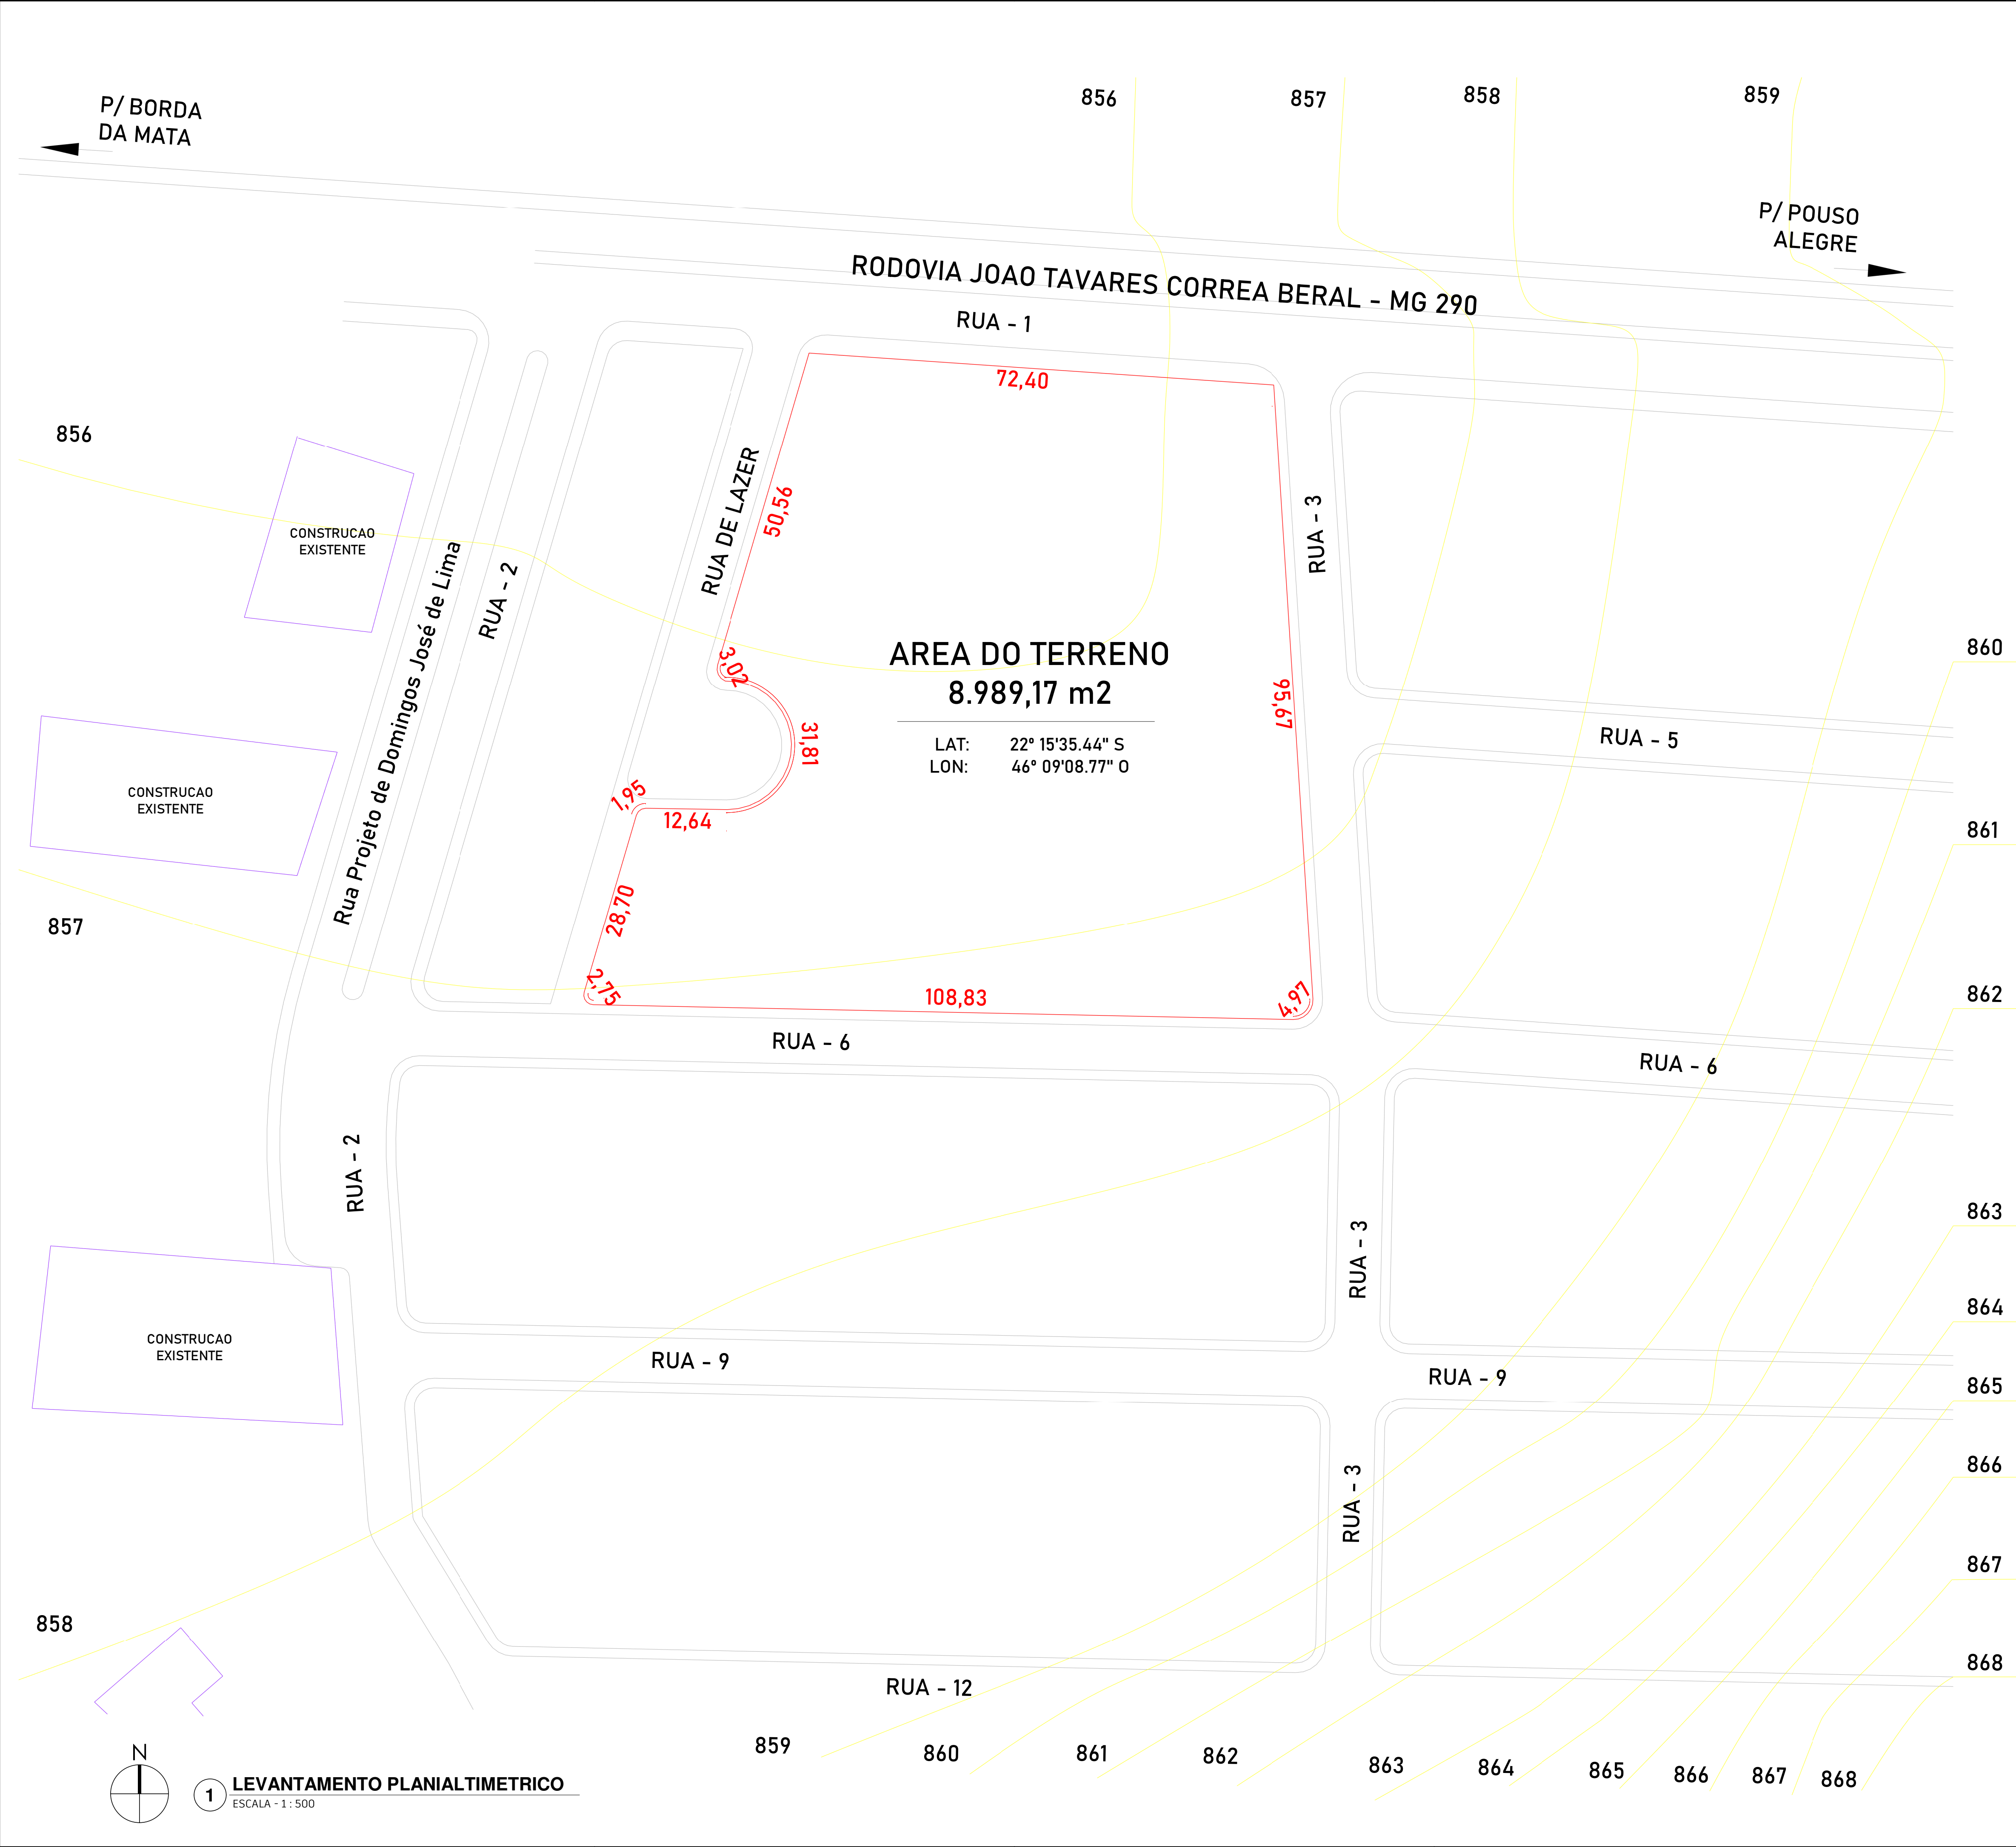 856
857
858
859
P/ BORDA
DA MATA
P/ POUSO
ALEGRE
RODOVIA JOAO TAVARES CORREA BERAL - MG 290
RUA - 1
72,40
856
CONSTRUCAO
EXISTENTE
RUA DE LAZER
50,56
RUA - 3
RUA - 2
Rua Projeto de Domingos José de Lima
3,02
AREA DO TERRENO
8.989,17 m2
LAT: 22° 15'35.44" S
LON: 46° 09'08.77" O
95,67
31,81
860
RUA - 5
CONSTRUCAO
EXISTENTE
1,95
12,64
861
857
28,70
2,75
108,83
4,97
862
RUA - 6
RUA - 6
RUA - 2
863
RUA - 3
864
CONSTRUCAO
EXISTENTE
RUA - 9
RUA - 9
865
866
RUA - 3
867
858
868
RUA - 12
859
860
861
862
863
864
865
866
867
868
N
1
LEVANTAMENTO PLANIALTIMETRICO
ESCALA - 1 : 500